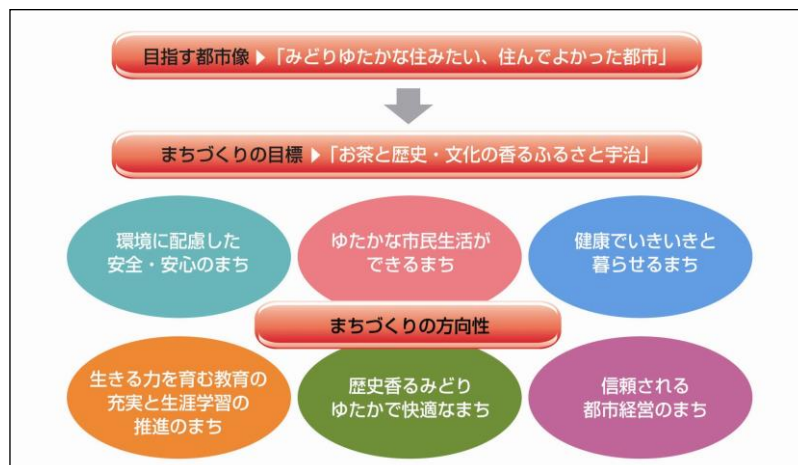 目指す都市像▶「みどりゆたかな住みたい、住んでよかった都市」
まちづくりの目標▶「お茶と歴史・文化の香るふるさと宇治」
環境に配慮した
安全・安心のまち
ゆたかな市民生活が
できるまち
健康でいきいきと
暮らせるまち
まちづくりの方向性
生きる力を育む教育の
充実と生涯学習の
推進のまち
歴史香るみどり
ゆたかで快適なまち
信頼される
都市経営のまち